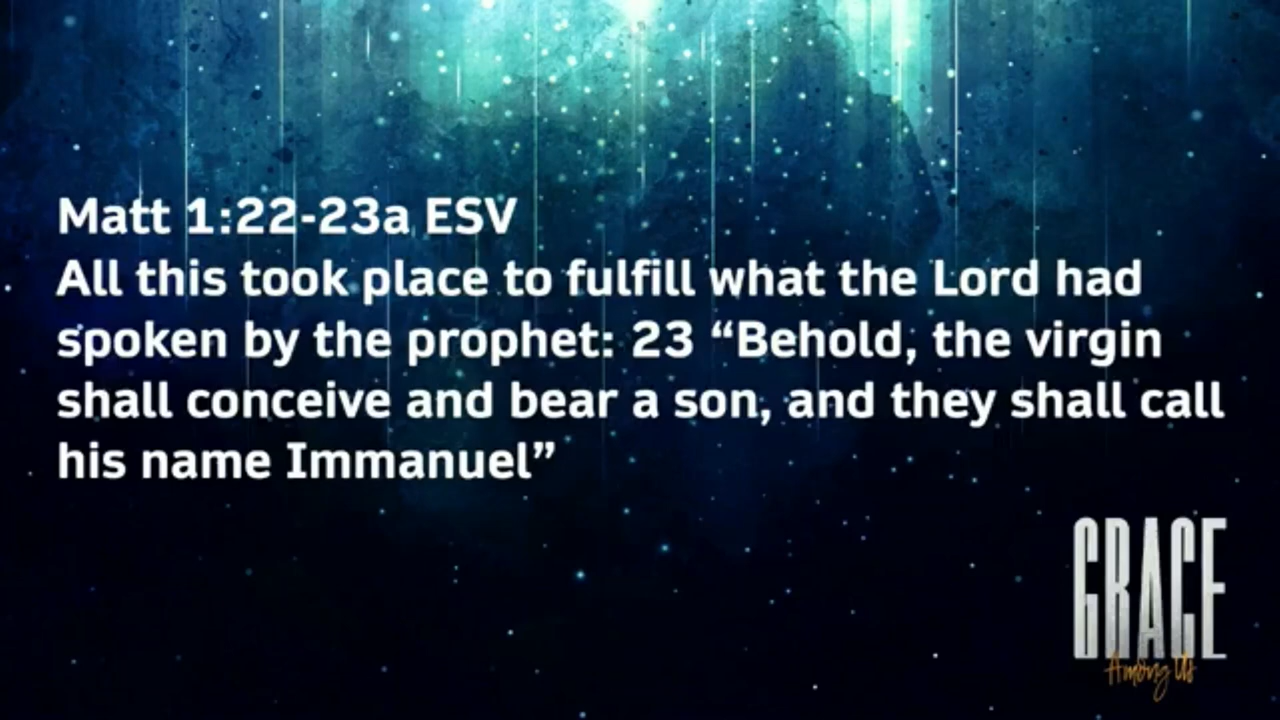 Matt 1:22-23a ESV
All this took place to fulfill what the Lord had
spoken by the prophet: 23 “Behold, the virgin
shall conceive and bear a son, and they shall call
his name Immanuel”
GRACE
Among Us